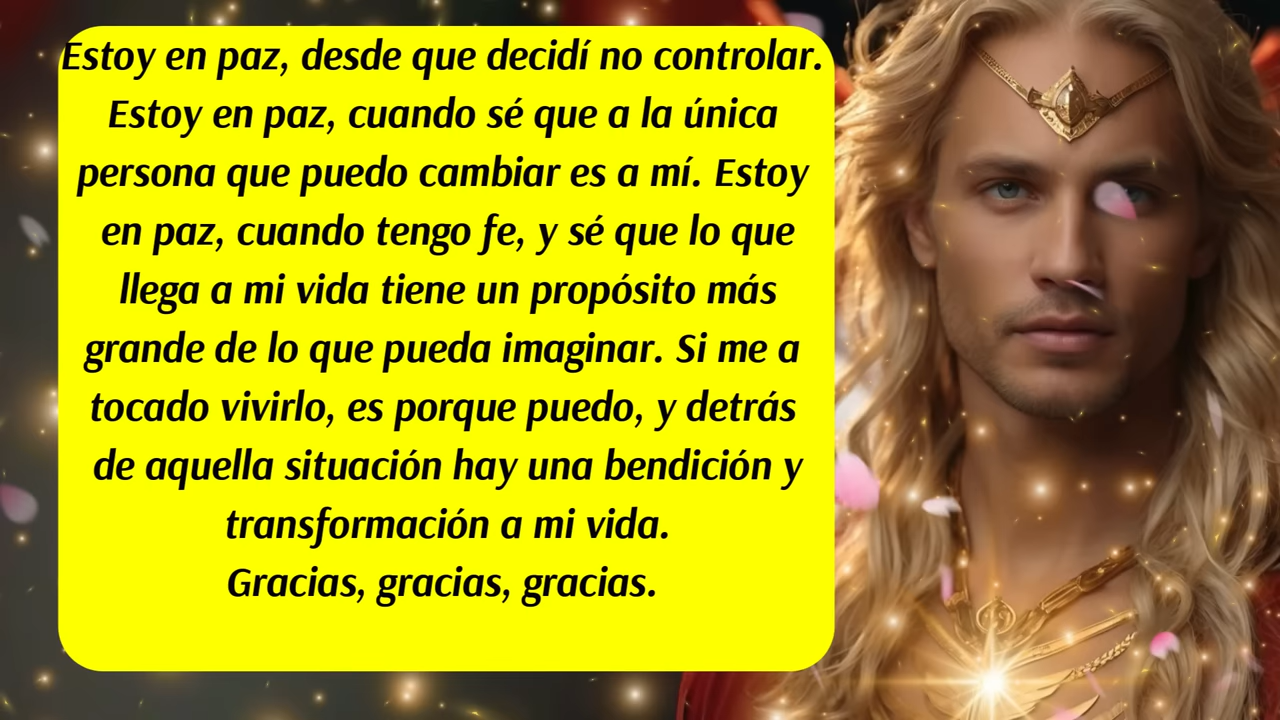 Estoy en paz, desde que decidí no controlar.
Estoy en paz, cuando sé que a la única
persona que puedo cambiar es a mí. Estoy
en paz, cuando tengo fe, y sé que lo que
llega a mi vida tiene un propósito más
grande de lo que pueda imaginar. Si me a
tocado vivirlo, es porque puedo, y detrás
de aquella situación hay una bendición y
transformación a mi vida.
Gracias, gracias, gracias.